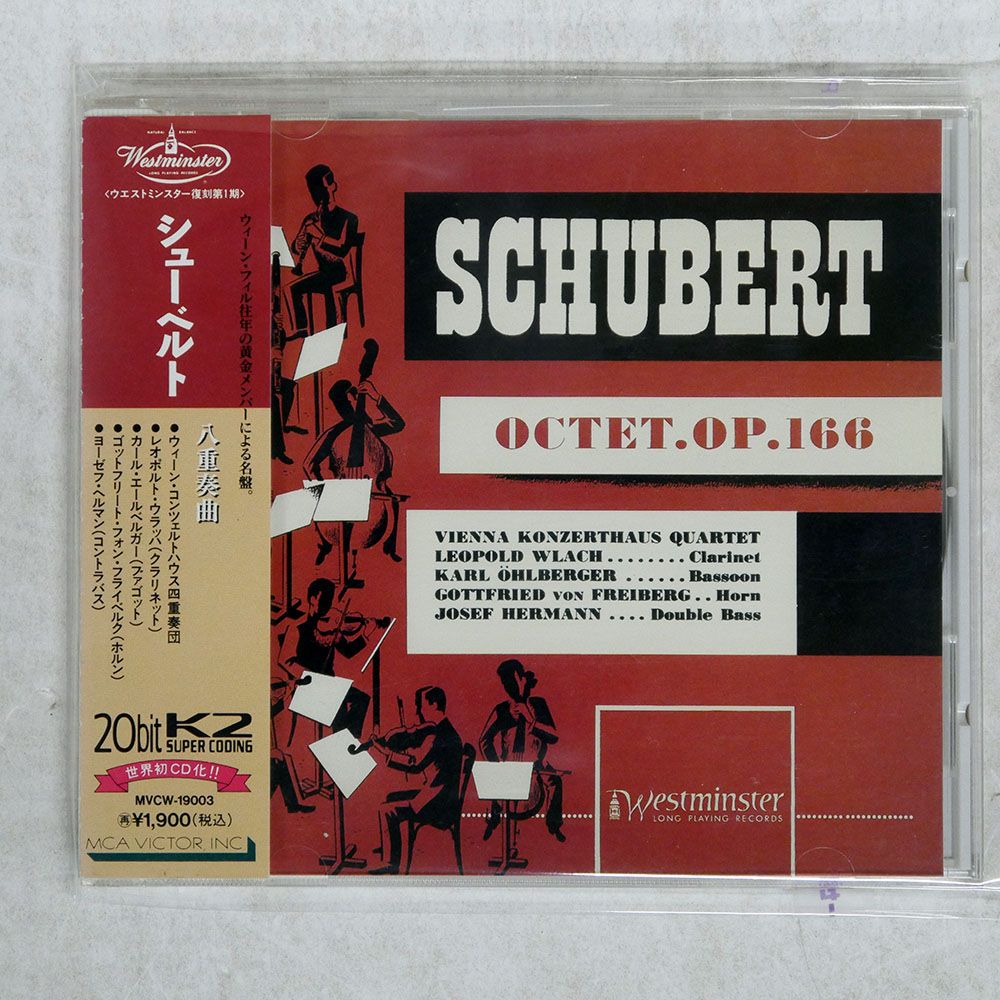 NATURAL BALANCE
Westminster
LONG PLAYING RECORDS
〈ウエストミンスター復刻第1期〉
シューベルト
ウィーン・フィル往年の黄金メンバーによる名盤。
八重奏曲
●ウィーン・コンツェルトハウス四重奏団
●レオポルト・ウラッハ(クラリネット)
●カール・エールベルガー(ファゴット)
●ゴットフリート・フォン・フライベルク(ホルン)
●ヨーゼフ・ヘルマン(コントラバス)
20bit K2
SUPER CODING
世界初CD化!!
MVCW-19003
再¥1,900(税込)
MCA VICTOR, INC.
SCHUBERT
OCTET.OP.166
VIENNA KONZERTHAUS QUARTET
LEOPOLD WLACH ........ Clarinet
KARL ÖHLBERGER ...... Bassoon
GOTTFRIED VON FREIBERG .. Horn
JOSEF HERMANN .... Double Bass
Westminster
LONG PLAYING RECORDS